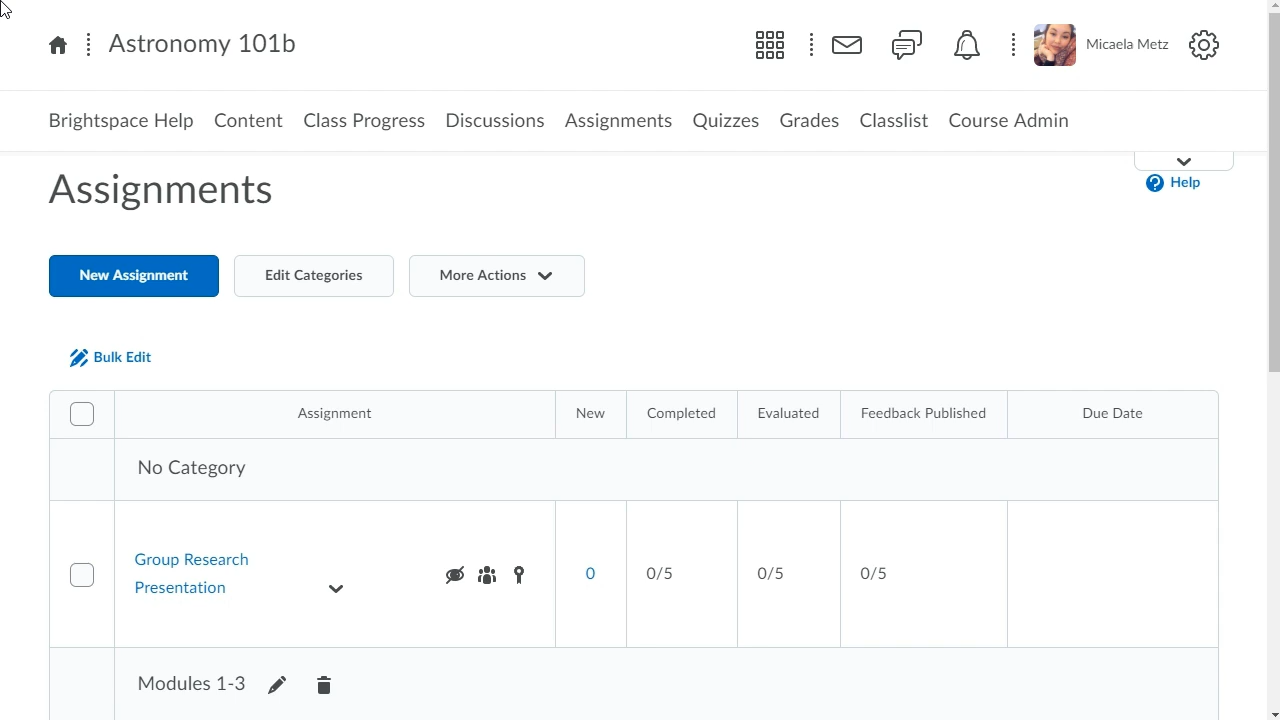 Astronomy 101b
Micaela Metz
Brightspace Help Content Class Progress Discussions Assignments Quizzes Grades Classlist Course Admin
Assignments
Help
New Assignment Edit Categories More Actions
Bulk Edit
Assignment New Completed Evaluated Feedback Published Due Date
No Category
Group Research
Presentation
0 0/5 0/5 0/5
Modules 1-3